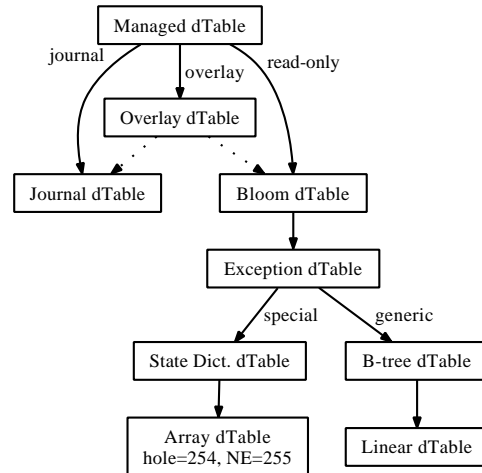 Managed dTable
journal
overlay
read-only
Overlay dTable
Journal dTable
Bloom dTable
Exception dTable
special
generic
State Dict. dTable
B-tree dTable
Array dTable
hole=254, NE=255
Linear dTable